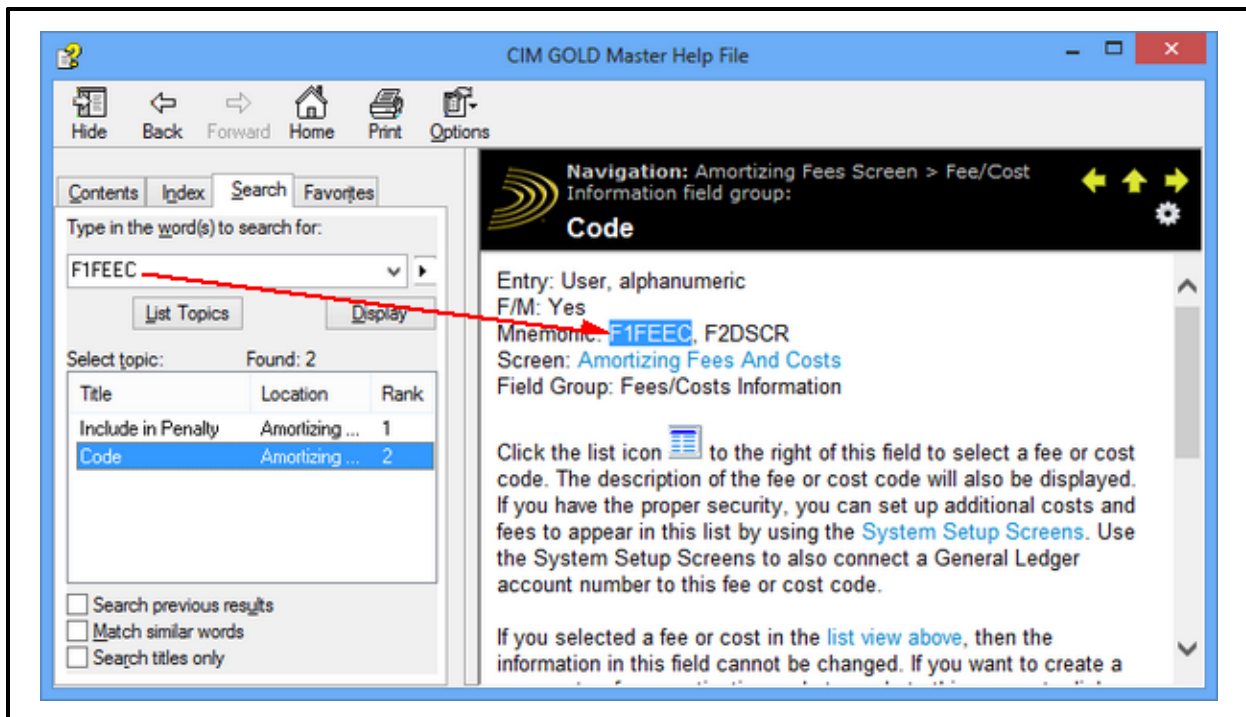 CIM GOLD Master Help File
Hide Back Forward Home Print Options
Contents Index Search Favorites
Type in the word(s) to search for:
F1FEEC
List Topics Display
Select topic: Found: 2
Title Location Rank
Include in Penalty Amortizing ... 1
Code Amortizing ... 2
Search previous results
Match similar words
Search titles only
Navigation: Amortizing Fees Screen > Fee/Cost
Information field group:
Code
Entry: User, alphanumeric
F/M: Yes
Mnemonic: F1FEEC, F2DSCR
Screen: Amortizing Fees And Costs
Field Group: Fees/Costs Information
Click the list icon to the right of this field to select a fee or cost
code. The description of the fee or cost code will also be displayed.
If you have the proper security, you can set up additional costs and
fees to appear in this list by using the System Setup Screens. Use
the System Setup Screens to also connect a General Ledger
account number to this fee or cost code.
If you selected a fee or cost in the list view above, then the
information in this field cannot be changed. If you want to create a